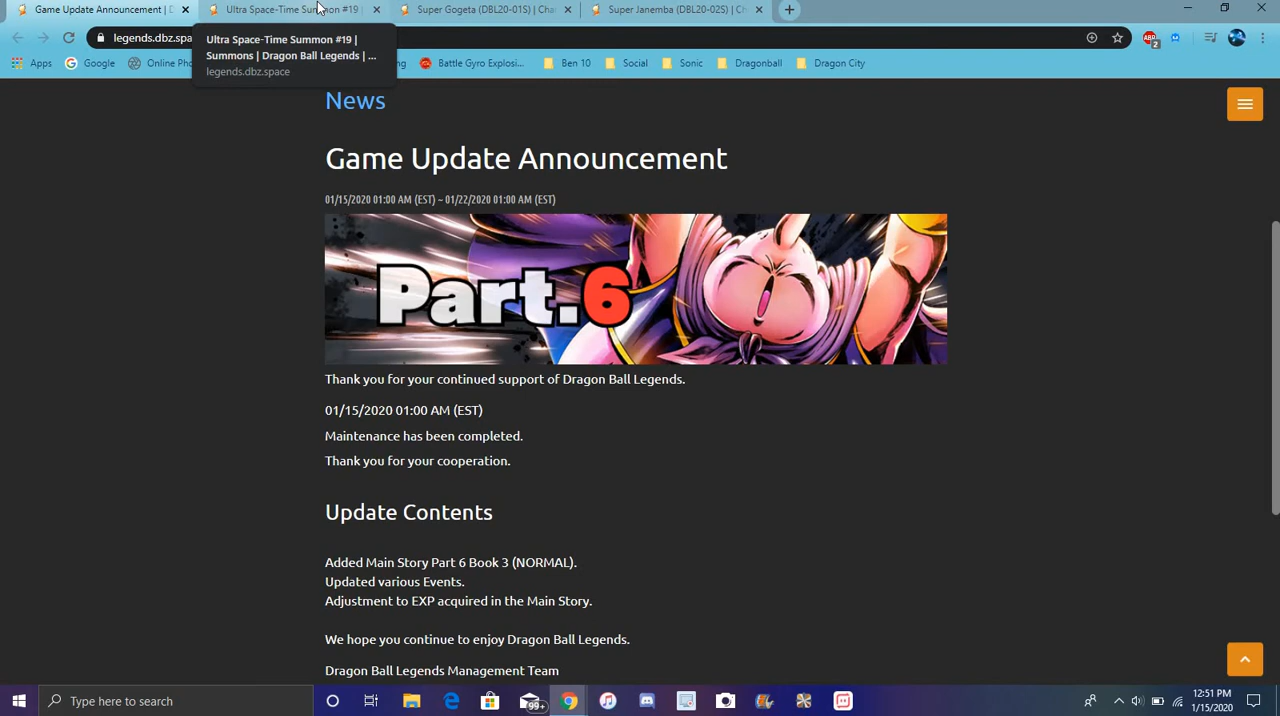 Game Update Announcement | D
Ultra Space-Time Summon #19 |
Super Gogeta (DBL20-01S) | Cha
Super Janemba (DBL20-02S) | Ch
legends.dbz.spa
Ultra Space-Time Summon #19 |
Summons | Dragon Ball Legends | ...
legends.dbz.space
ABP
2
Apps
Google
Online Pho
ng
Battle Gyro Explosi...
Ben 10
Social
Sonic
Dragonball
Dragon City
News
Game Update Announcement
01/15/2020 01:00 AM (EST) ~ 01/22/2020 01:00 AM (EST)
Part.6
Thank you for your continued support of Dragon Ball Legends.
01/15/2020 01:00 AM (EST)
Maintenance has been completed.
Thank you for your cooperation.
Update Contents
Added Main Story Part 6 Book 3 (NORMAL).
Updated various Events.
Adjustment to EXP acquired in the Main Story.
We hope you continue to enjoy Dragon Ball Legends.
Dragon Ball Legends Management Team
Type here to search
99+
12:51 PM
1/15/2020